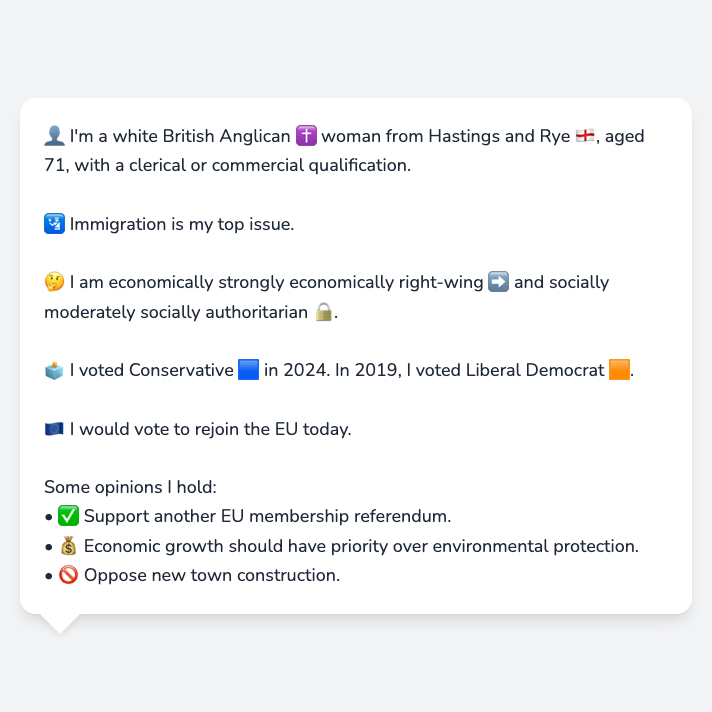 👤 I'm a white British Anglican ✝️ woman from Hastings and Rye 🏴󠁧󠁢󠁥󠁮󠁧󠁿, aged
71, with a clerical or commercial qualification.
🛂 Immigration is my top issue.
🤔 I am economically strongly economically right-wing ➡️ and socially
moderately socially authoritarian 🔒.
🗳️ I voted Conservative 🟦 in 2024. In 2019, I voted Liberal Democrat 🟧.
🇪🇺 I would vote to rejoin the EU today.
Some opinions I hold:
• ✅ Support another EU membership referendum.
• 💰 Economic growth should have priority over environmental protection.
• 🚫 Oppose new town construction.